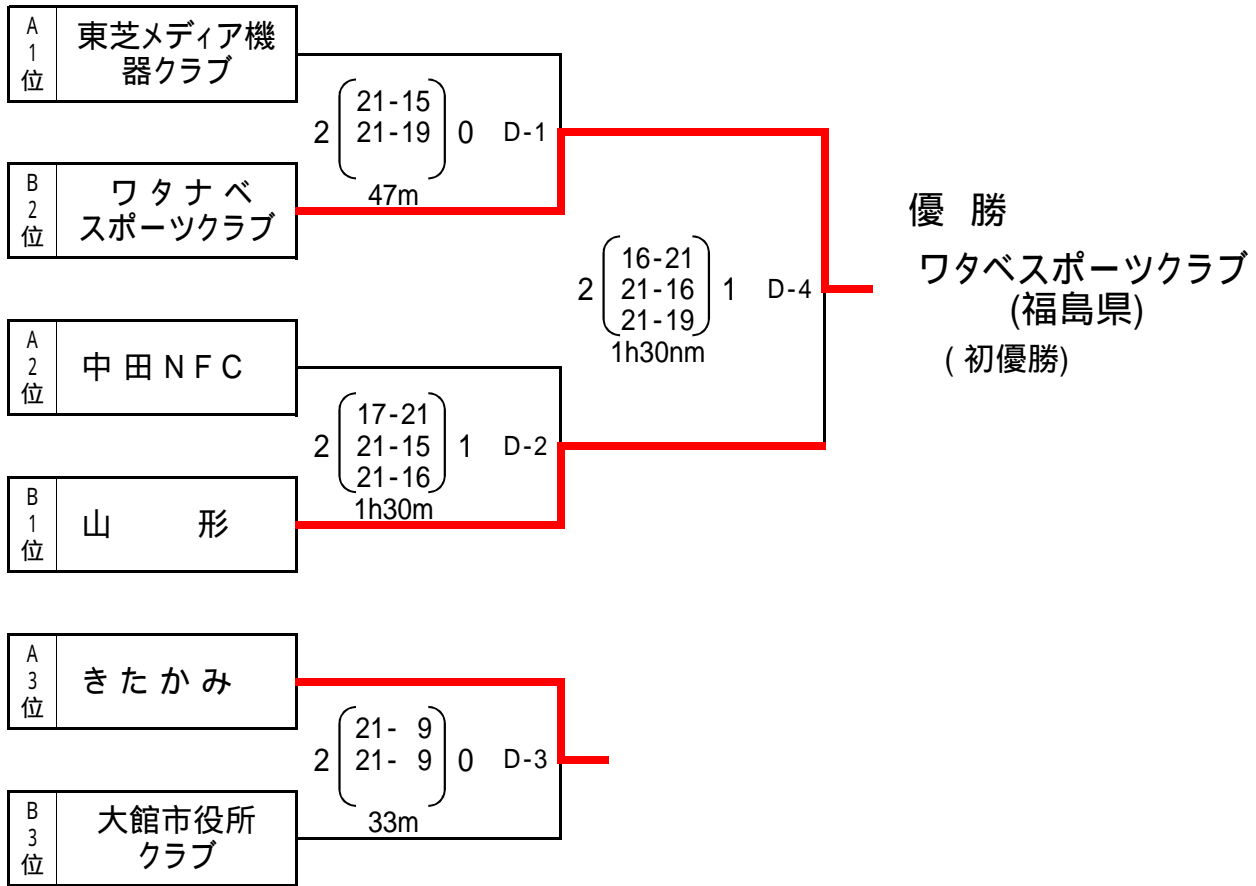 A
1
位
東芝メディア機
器クラブ
21-15
2 21-19 0 D-1
47m
B
2
位
ワ タ ナ ベ
スポーツクラブ
優 勝
ワタベスポーツクラブ
(福島県)
( 初優勝)
16-21
2 21-16 1 D-4
21-19
1h30nm
A
2
位
中 田 N F C
17-21
2 21-15 1 D-2
21-16
1h30m
B
1
位
山 形
A
3
位
き た か み
21- 9
2 21- 9 0 D-3
33m
B
3
位
大館市役所
クラブ